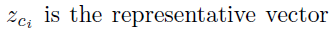 $z_{c_i}$ is the representative vector